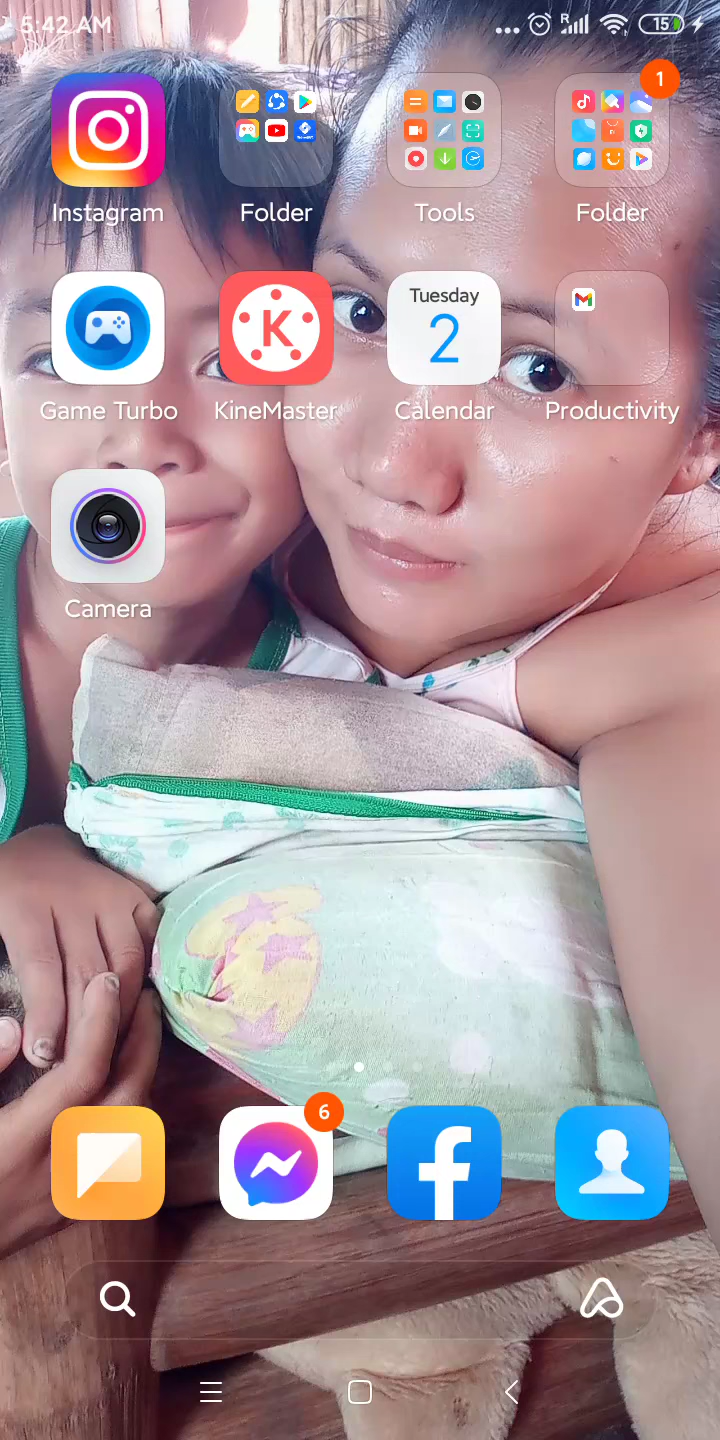 5:42 AM
R
15
1
Instagram
Folder
Tools
Folder
Tuesday
2
K
Game Turbo
KineMaster
Calendar
Productivity
Camera
6